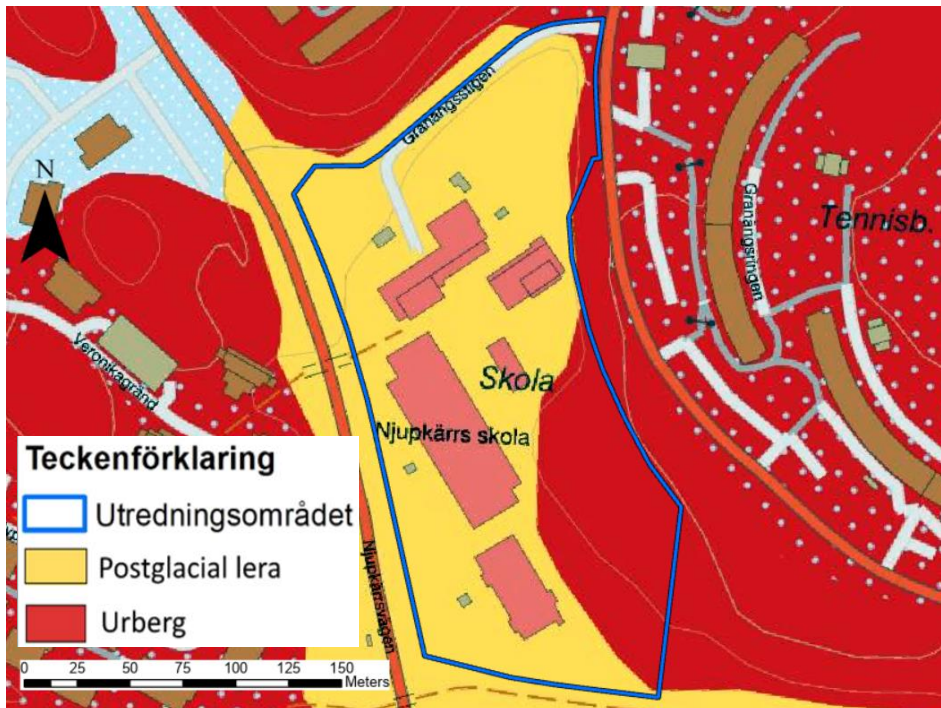 Granängsstigen
N
Granängsringen
Tennisb.
Veronikagränd
Skola
Njupkärrs skola
Njupkärrsvägen
Teckenförklaring
Utredningsområdet
Postglacial lera
Urberg
0 25 50 75 100 125 150
Meters